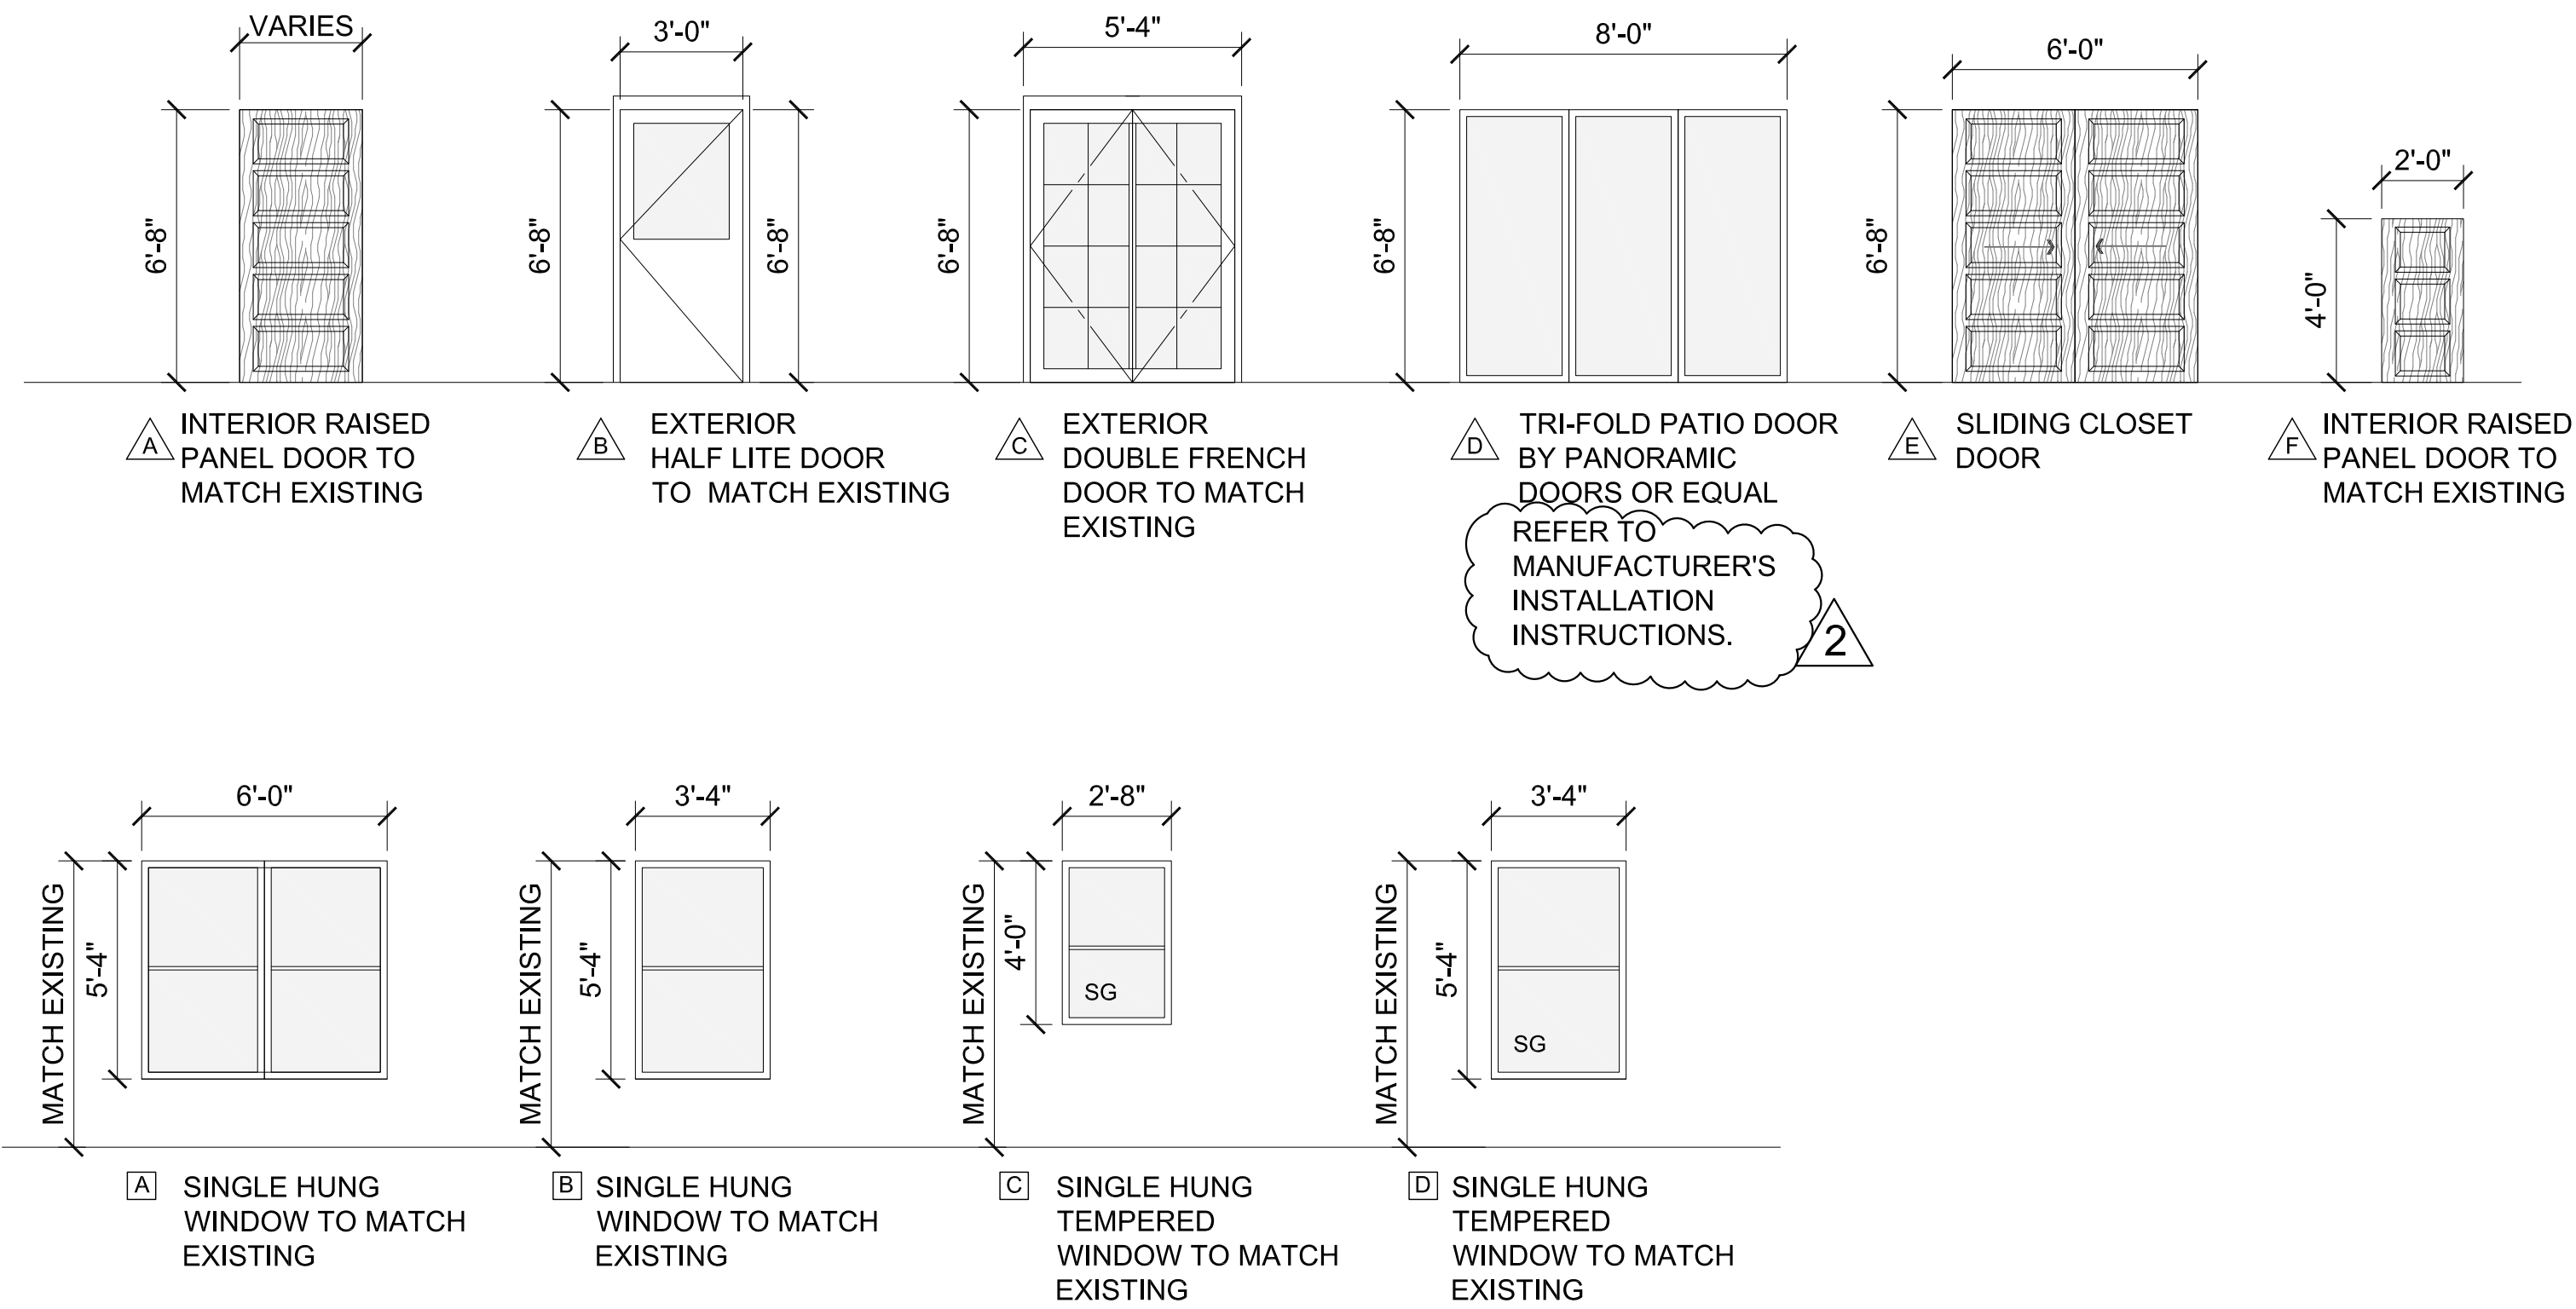 VARIES
3'-0"
5'-4"
8'-0"
6'-0"
2'-0"
6'-8"
6'-8"
6'-8"
6'-8"
6'-8"
6'-8"
4'-0"
A
INTERIOR RAISED
PANEL DOOR TO
MATCH EXISTING
B
EXTERIOR
HALF LITE DOOR
TO MATCH EXISTING
C
EXTERIOR
DOUBLE FRENCH
DOOR TO MATCH
EXISTING
D
TRI-FOLD PATIO DOOR
BY PANORAMIC
DOORS OR EQUAL
REFER TO
MANUFACTURER'S
INSTALLATION
INSTRUCTIONS.
2
E
SLIDING CLOSET
DOOR
F
INTERIOR RAISED
PANEL DOOR TO
MATCH EXISTING
6'-0"
3'-4"
2'-8"
3'-4"
MATCH EXISTING
5'-4"
MATCH EXISTING
5'-4"
MATCH EXISTING
4'-0"
SG
MATCH EXISTING
5'-4"
SG
A
SINGLE HUNG
WINDOW TO MATCH
EXISTING
B
SINGLE HUNG
WINDOW TO MATCH
EXISTING
C
SINGLE HUNG
TEMPERED
WINDOW TO MATCH
EXISTING
D
SINGLE HUNG
TEMPERED
WINDOW TO MATCH
EXISTING